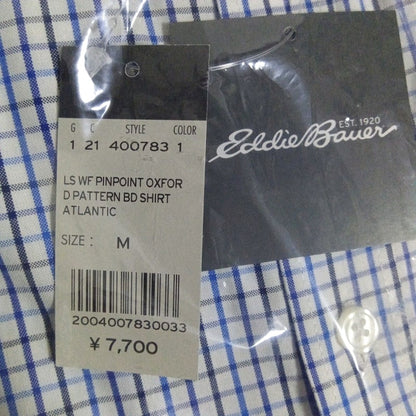 G C STYLE COLOR
1 21 400783 1
LS WF PINPOINT OXFOR
D PATTERN BD SHIRT
ATLANTIC
SIZE : M
2004007830033
¥ 7,700
EST. 1920
Eddie Bauer